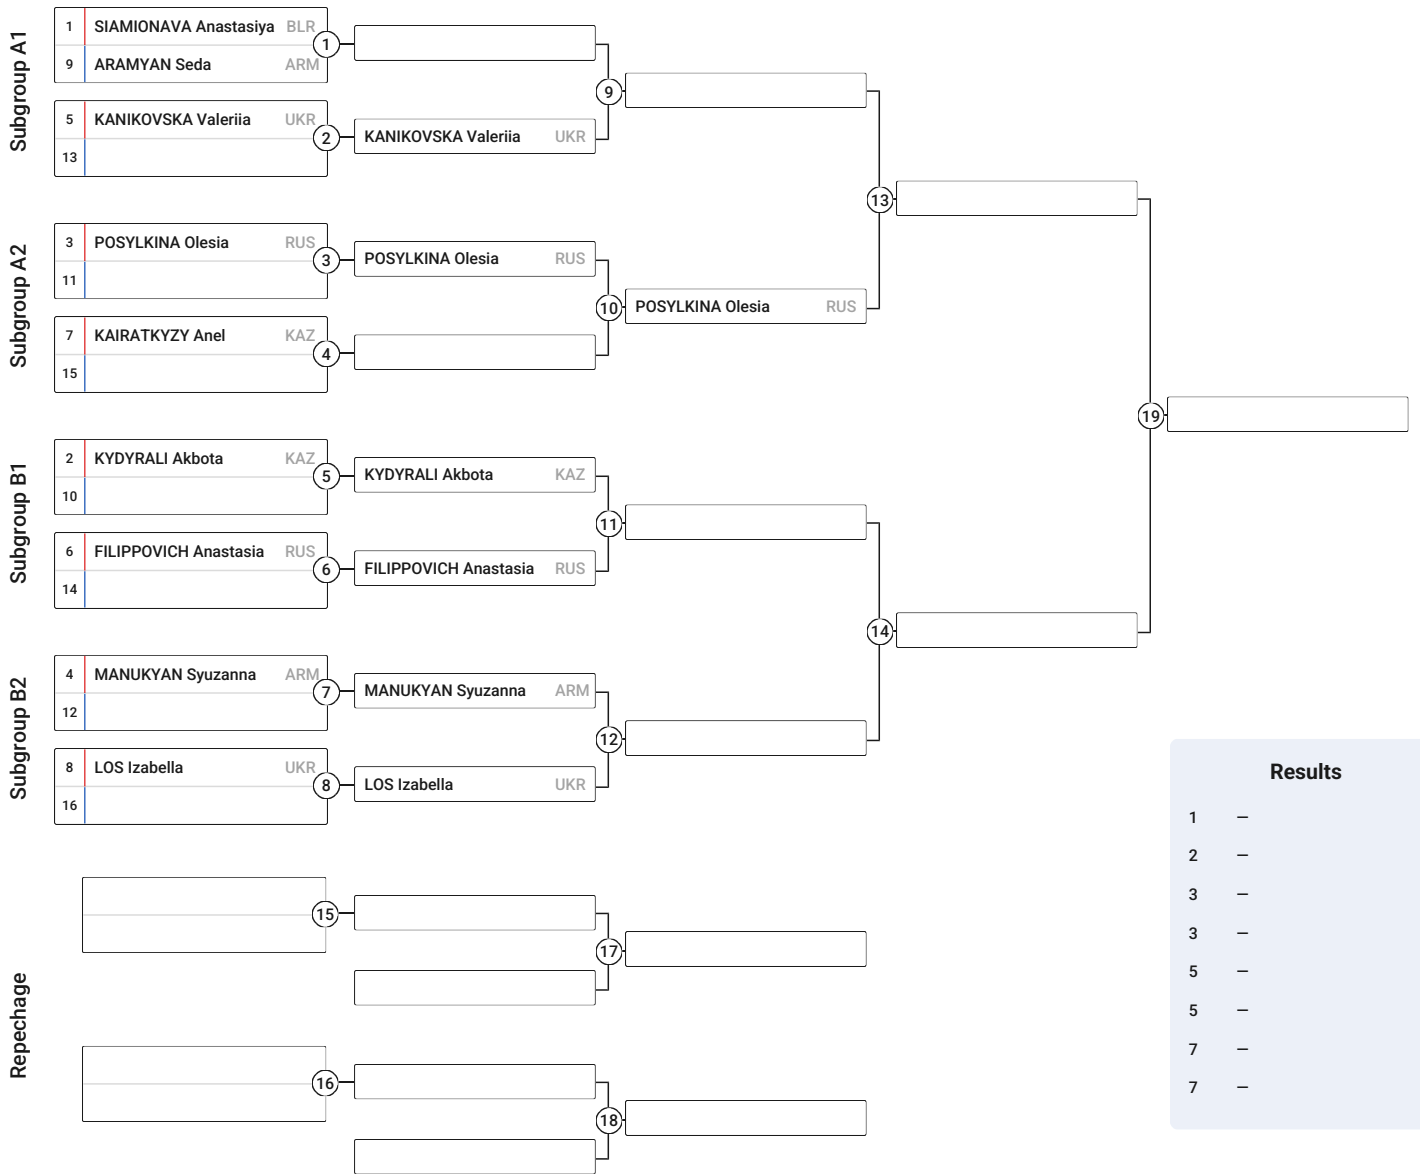 Subgroup A1
1 SIAMIONAVA Anastasiya BLR
9 ARAMYAN Seda ARM
1
5 KANIKOVSKA Valeriia UKR
13
2
KANIKOVSKA Valeriia UKR
9
Subgroup A2
3 POSYLKINA Olesia RUS
11
3
POSYLKINA Olesia RUS
7 KAIRATKYZY Anel KAZ
15
4
10
POSYLKINA Olesia RUS
13
Subgroup B1
2 KYDYRALI Akbota KAZ
10
5
KYDYRALI Akbota KAZ
6 FILIPPOVICH Anastasia RUS
14
6
FILIPPOVICH Anastasia RUS
11
Subgroup B2
4 MANUKYAN Syuzanna ARM
12
7
MANUKYAN Syuzanna ARM
8 LOS Izabella UKR
16
8
LOS Izabella UKR
12
14
19
Repechage
15
17
16
18
Results
1 –
2 –
3 –
3 –
5 –
5 –
7 –
7 –